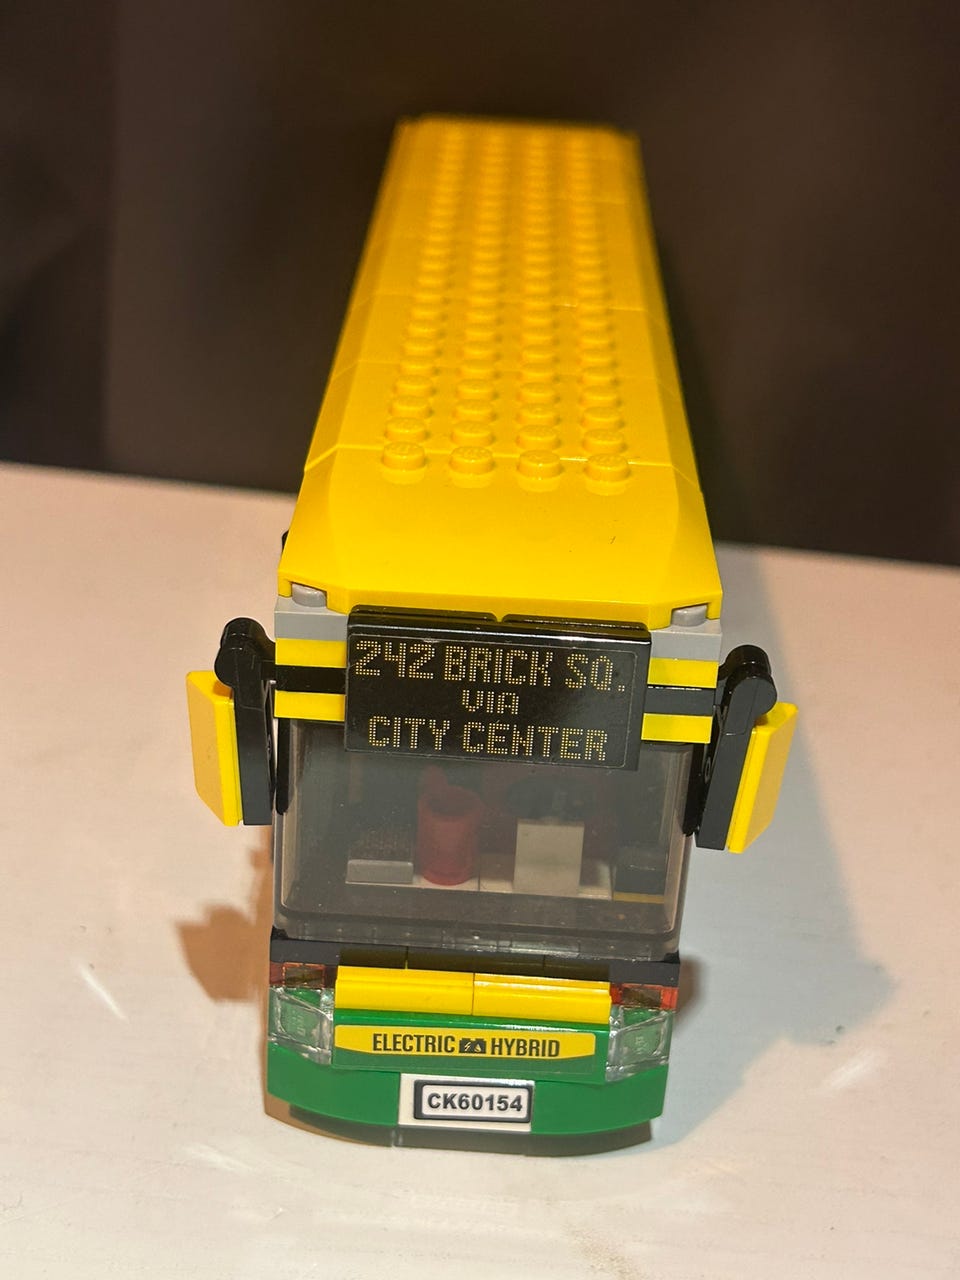 242 BRICK SQ.
VIA
CITY CENTER
ELECTRIC HYBRID
CK60154